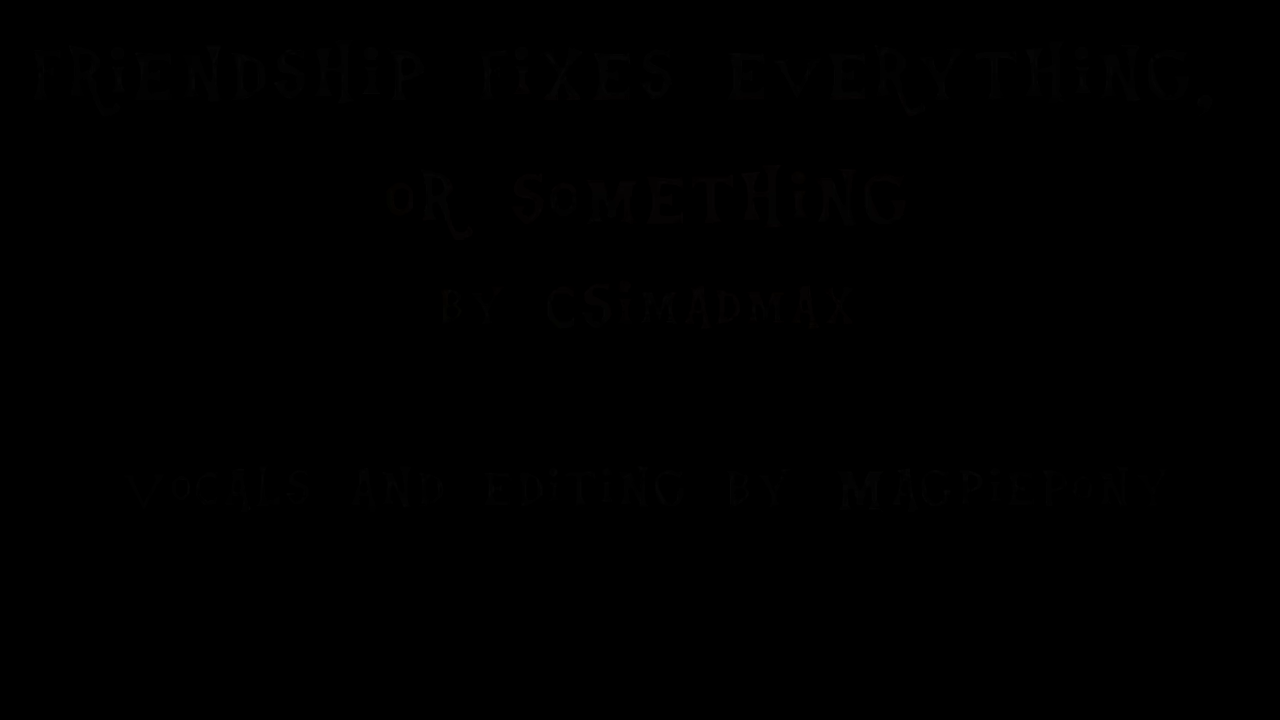 FRiENDSHiP FiXES EVERYTHiNG,
oR SoMETHiNG
BY CSiMADMAX
VoCALS AND EDiTiNG BY MAGPiEPoNY